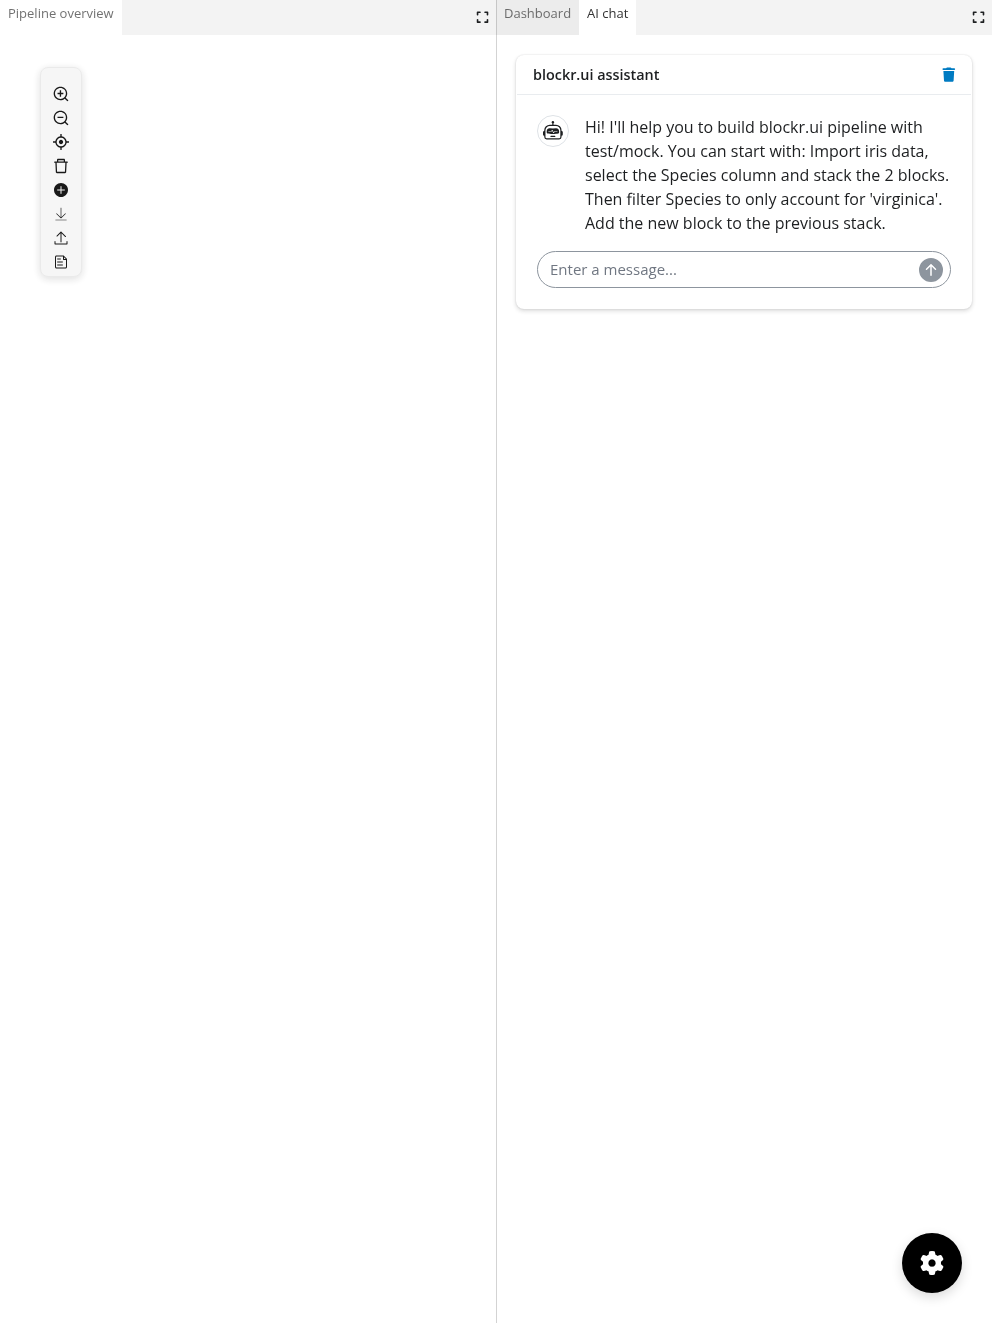 Pipeline overview
Dashboard
AI chat
blockr.ui assistant
Hi! I'll help you to build blockr.ui pipeline with
test/mock. You can start with: Import iris data,
select the Species column and stack the 2 blocks.
Then filter Species to only account for 'virginica'.
Add the new block to the previous stack.
Enter a message...